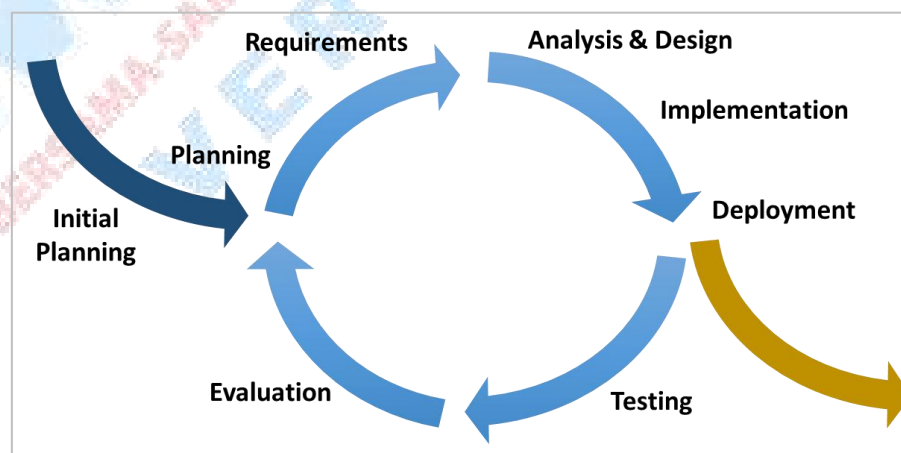 Requirements
Analysis & Design
Implementation
Planning
Initial
Planning
Deployment
Evaluation
Testing